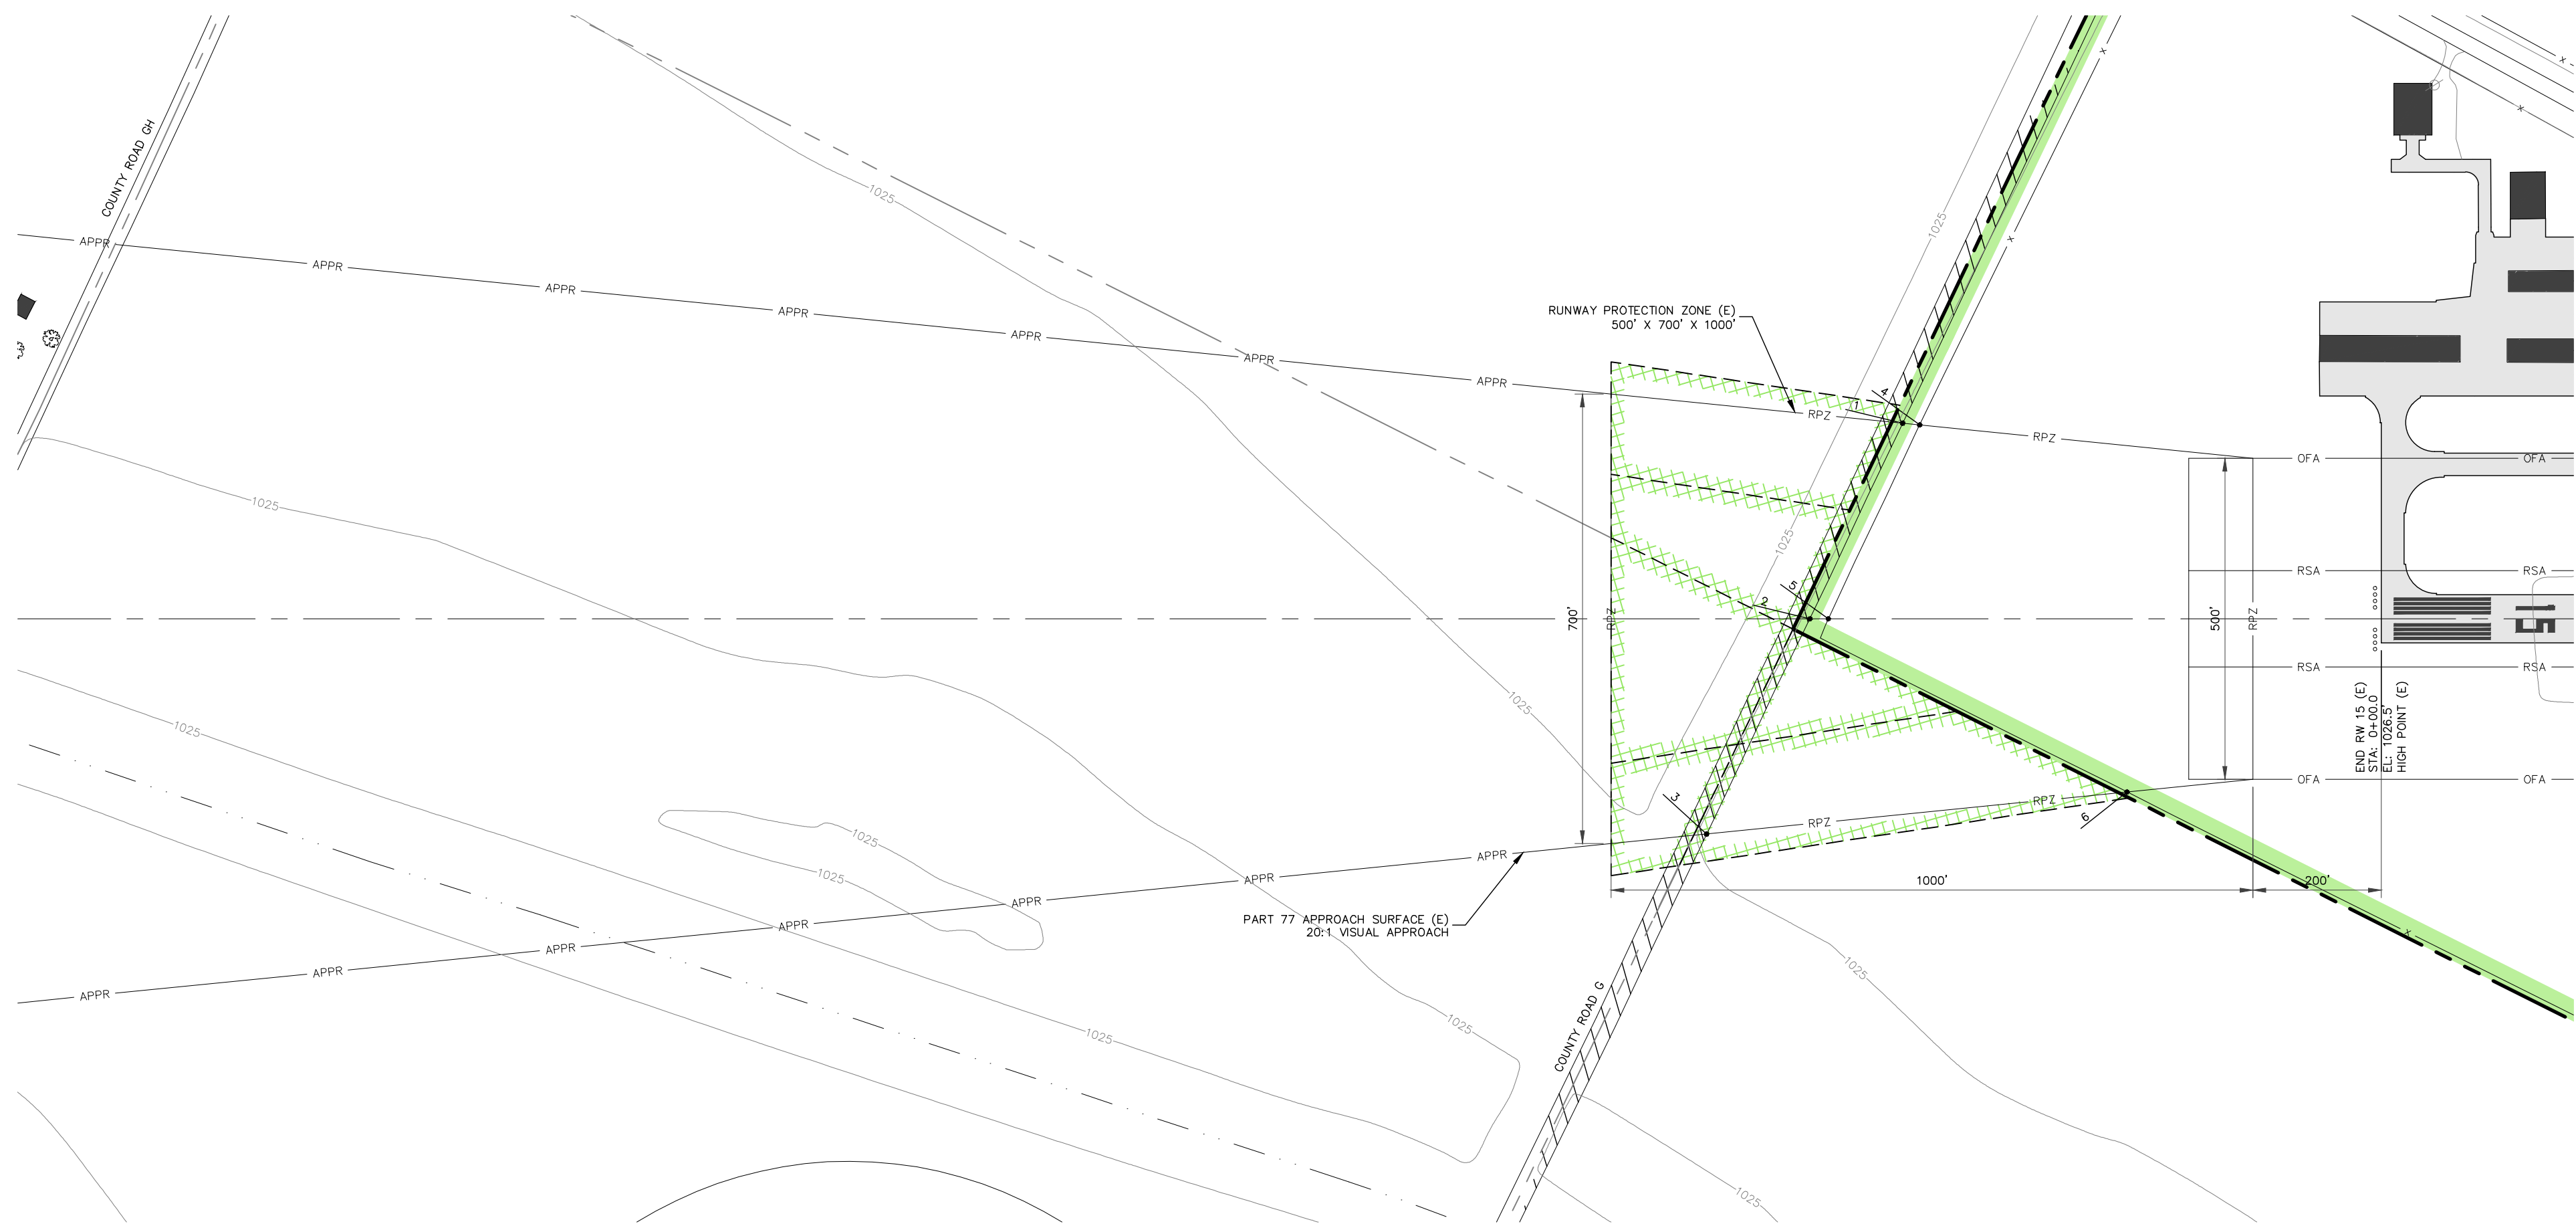 COUNTY ROAD GH
APPR
APPR
APPR
APPR
APPR
APPR
APPR
1025
1025
RUNWAY PROTECTION ZONE (E)
500' X 700' X 1000'
1
4
RPZ
RPZ
x
x
x
x
OFA
OFA
1025
1025
5
2
RSA
RSA
700'
RPZ
500'
RPZ
15
RSA
RSA
1025
1025
END RW 15 (E)
STA: 0+00.0
EL: 1026.5'
HIGH POINT (E)
3
RPZ
RPZ
6
OFA
OFA
1025
1025
APPR
APPR
APPR
APPR
APPR
APPR
APPR
1000'
200'
PART 77 APPROACH SURFACE (E)
20:1 VISUAL APPROACH
x
1025
1025
1025
COUNTY ROAD G
1025